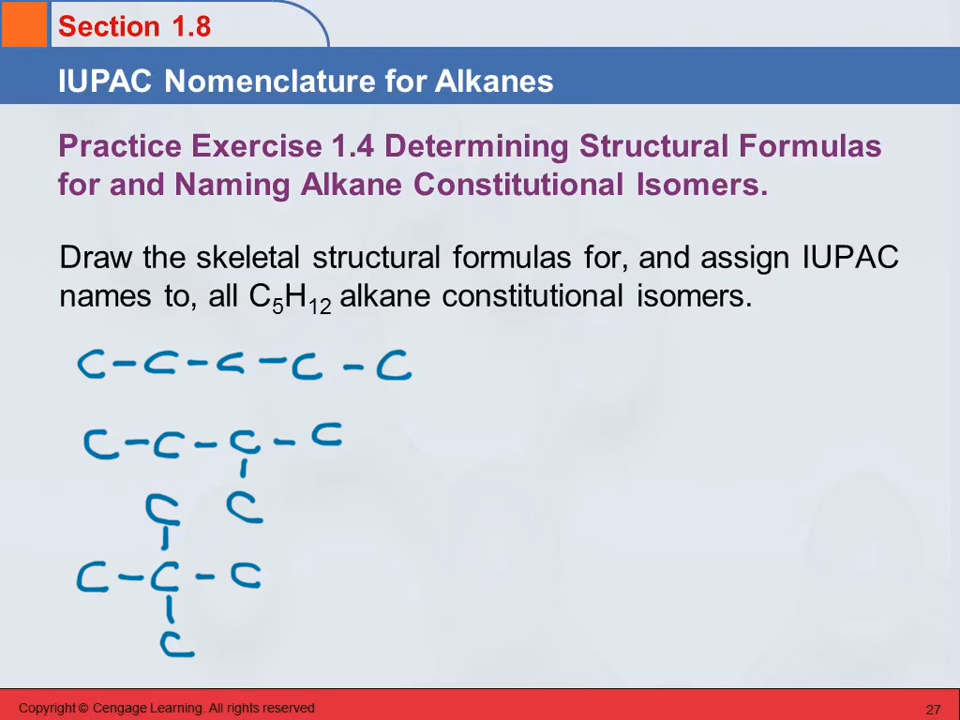 Section 1.8
IUPAC Nomenclature for Alkanes
Practice Exercise 1.4 Determining Structural Formulas
for and Naming Alkane Constitutional Isomers.
Draw the skeletal structural formulas for, and assign IUPAC
names to, all C₅H₁₂ alkane constitutional isomers.
C – C – C – C – C
C – C – C – C
|
C C
|
C – C – C
|
C
Copyright © Cengage Learning. All rights reserved
27